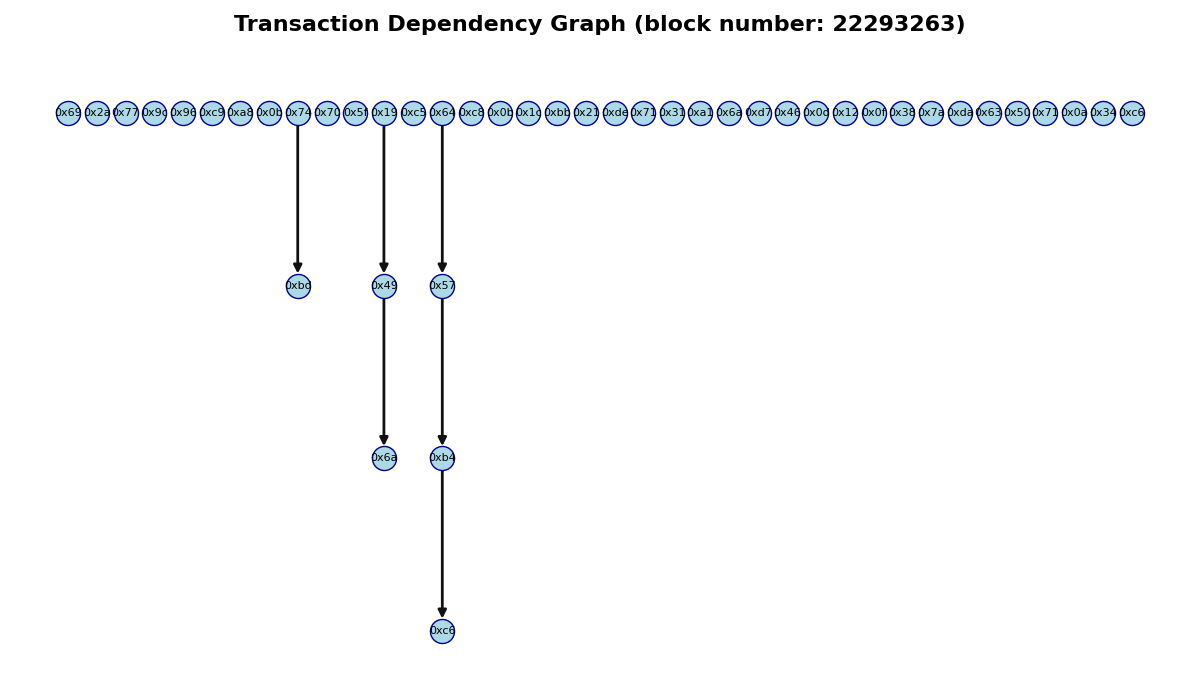 Transaction Dependency Graph (block number: 22293263)
0x69 0x2a 0x77 0x9c 0x96 0xc9 0xa8 0x0b 0x74 0x70 0x5f 0x19 0xc5 0x64 0xc8 0x0b 0x1c 0xbb 0x21 0xde 0x71 0x31 0xa1 0x6a 0xd7 0x46 0x0d 0x12 0x0f 0x38 0x7a 0xda 0x63 0x50 0x71 0x0a 0x34 0xc6
0xbd 0x49 0x57
0x6a 0xb4
0xc6